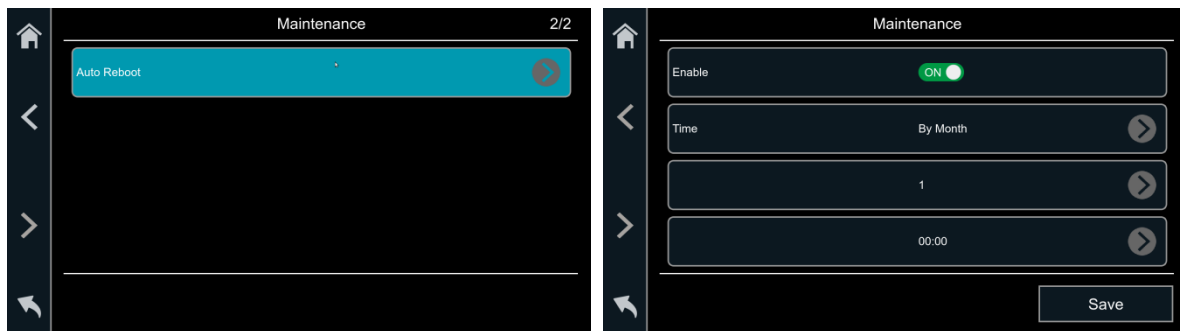 Maintenance 2/2
Auto Reboot
Maintenance
Enable ON
Time By Month
1
00:00
Save